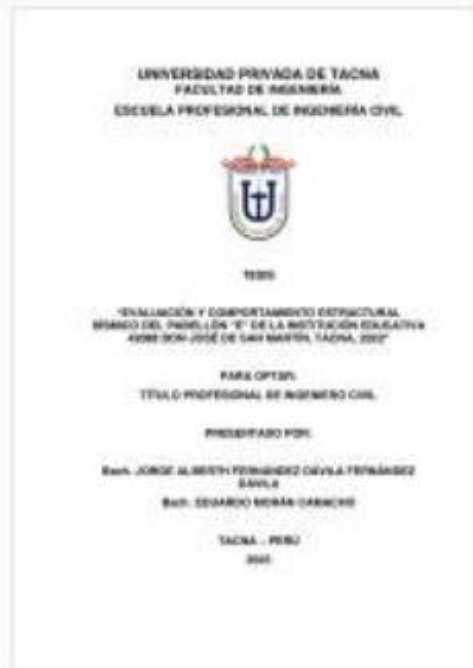 UNIVERSIDAD PRIVADA DE TACNA
FACULTAD DE INGENIERÍA
ESCUELA PROFESIONAL DE INGENIERÍA CIVIL
TESIS
"EVALUACIÓN Y COMPORTAMIENTO ESTRUCTURAL
SÍSMICO DEL PABELLÓN "E" DE LA INSTITUCIÓN EDUCATIVA
DON JOSÉ DE SAN MARTÍN, TACNA, 2022"
PARA OPTAR:
TÍTULO PROFESIONAL DE INGENIERO CIVIL
PRESENTADO POR:
Bach. JORGE ALBERTH FERNÁNDEZ DÁVILA FERNÁNDEZ
DÁVILA
Bach. EDUARDO MORÁN CAMACHO
TACNA – PERÚ